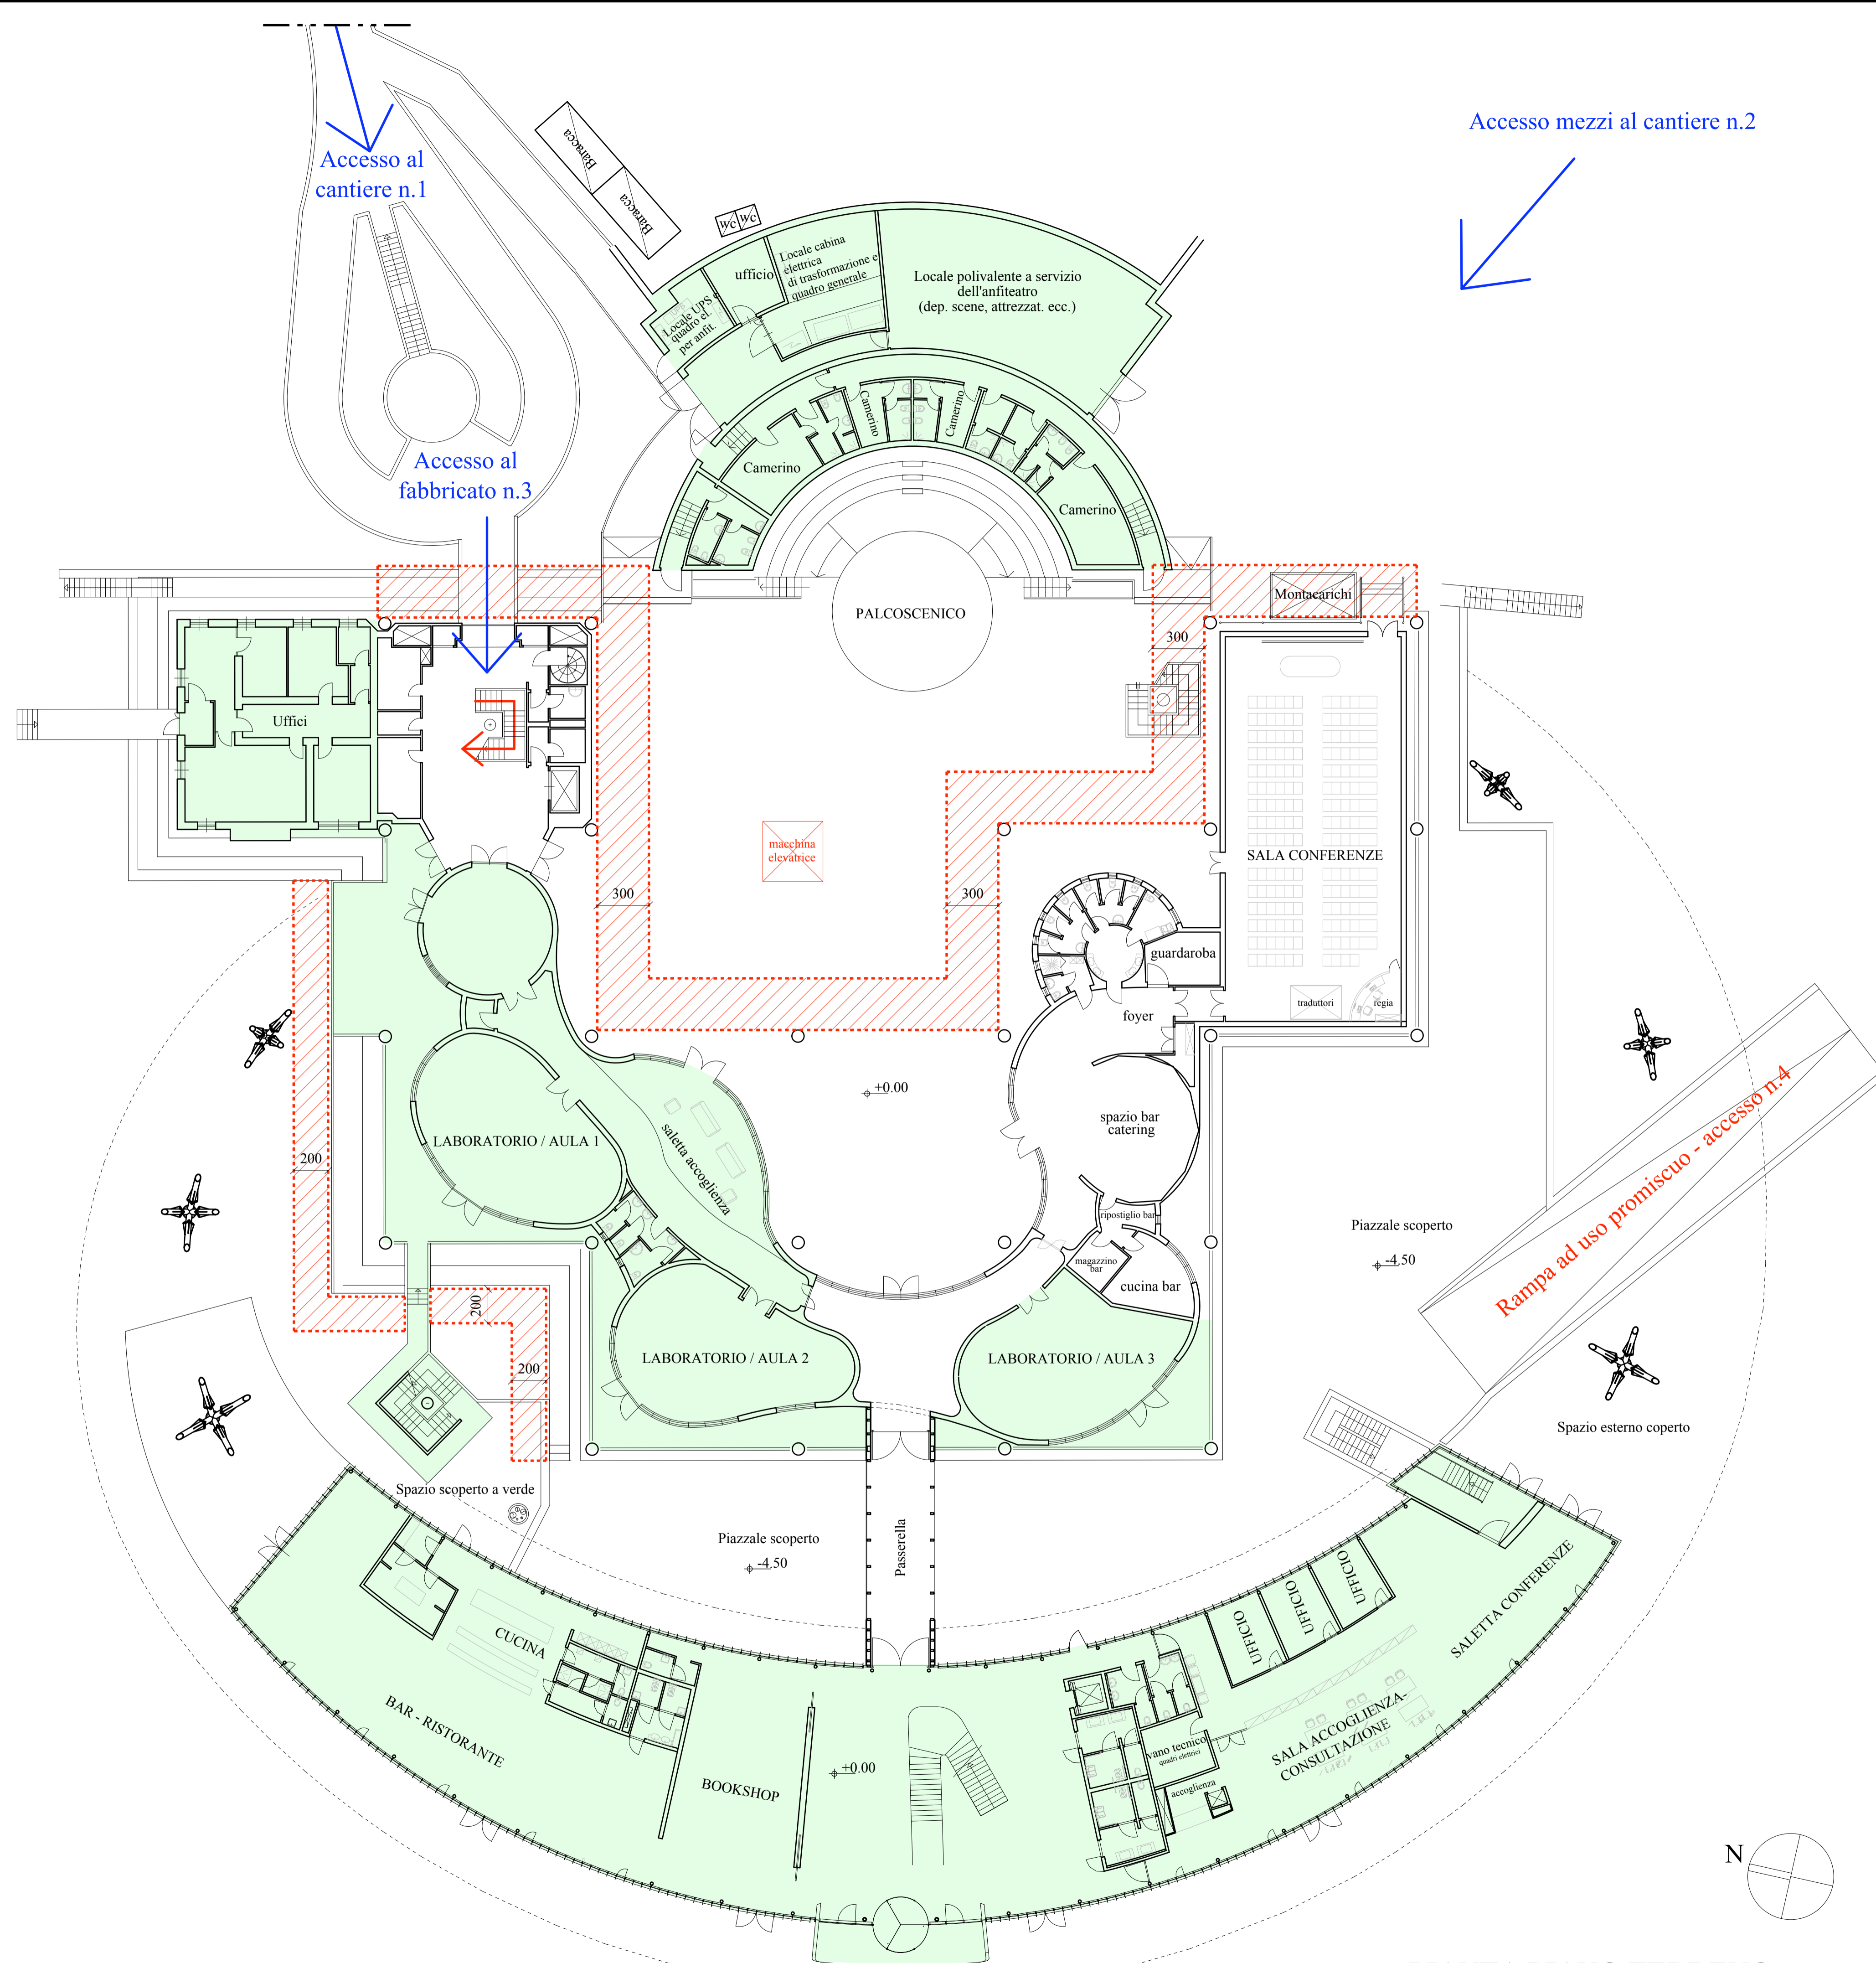 Accesso mezzi al cantiere n.2
Accesso al
cantiere n.1
Baracca
Baracca
wc
wc
ufficio
Locale cabina
elettrica
di trasformazione e
quadro generale
Locale UPS e
quadro el.
per anfit.
Locale polivalente a servizio
dell'anfiteatro
(dep. scene, attrezzat. ecc.)
Camerino
Camerino
Camerino
Camerino
Accesso al
fabbricato n.3
Montacarichi
PALCOSCENICO
300
Uffici
macchina
elevatrice
SALA CONFERENZE
300
300
guardaroba
traduttori
regia
foyer
+0.00
spazio bar
catering
LABORATORIO / AULA 1
saletta accoglienza
200
ripostiglio bar
magazzino
bar
cucina bar
Piazzale scoperto
-4,50
Rampa ad uso promiscuo - accesso n.4
200
200
LABORATORIO / AULA 2
LABORATORIO / AULA 3
Spazio esterno coperto
Spazio scoperto a verde
Piazzale scoperto
-4.50
Passerella
CUCINA
BAR - RISTORANTE
BOOKSHOP
+0.00
UFFICIO
UFFICIO
UFFICIO
SALETTA CONFERENZE
SALA ACCOGLIENZA-
CONSULTAZIONE
vano tecnico
quadri elettrici
accoglienza
N